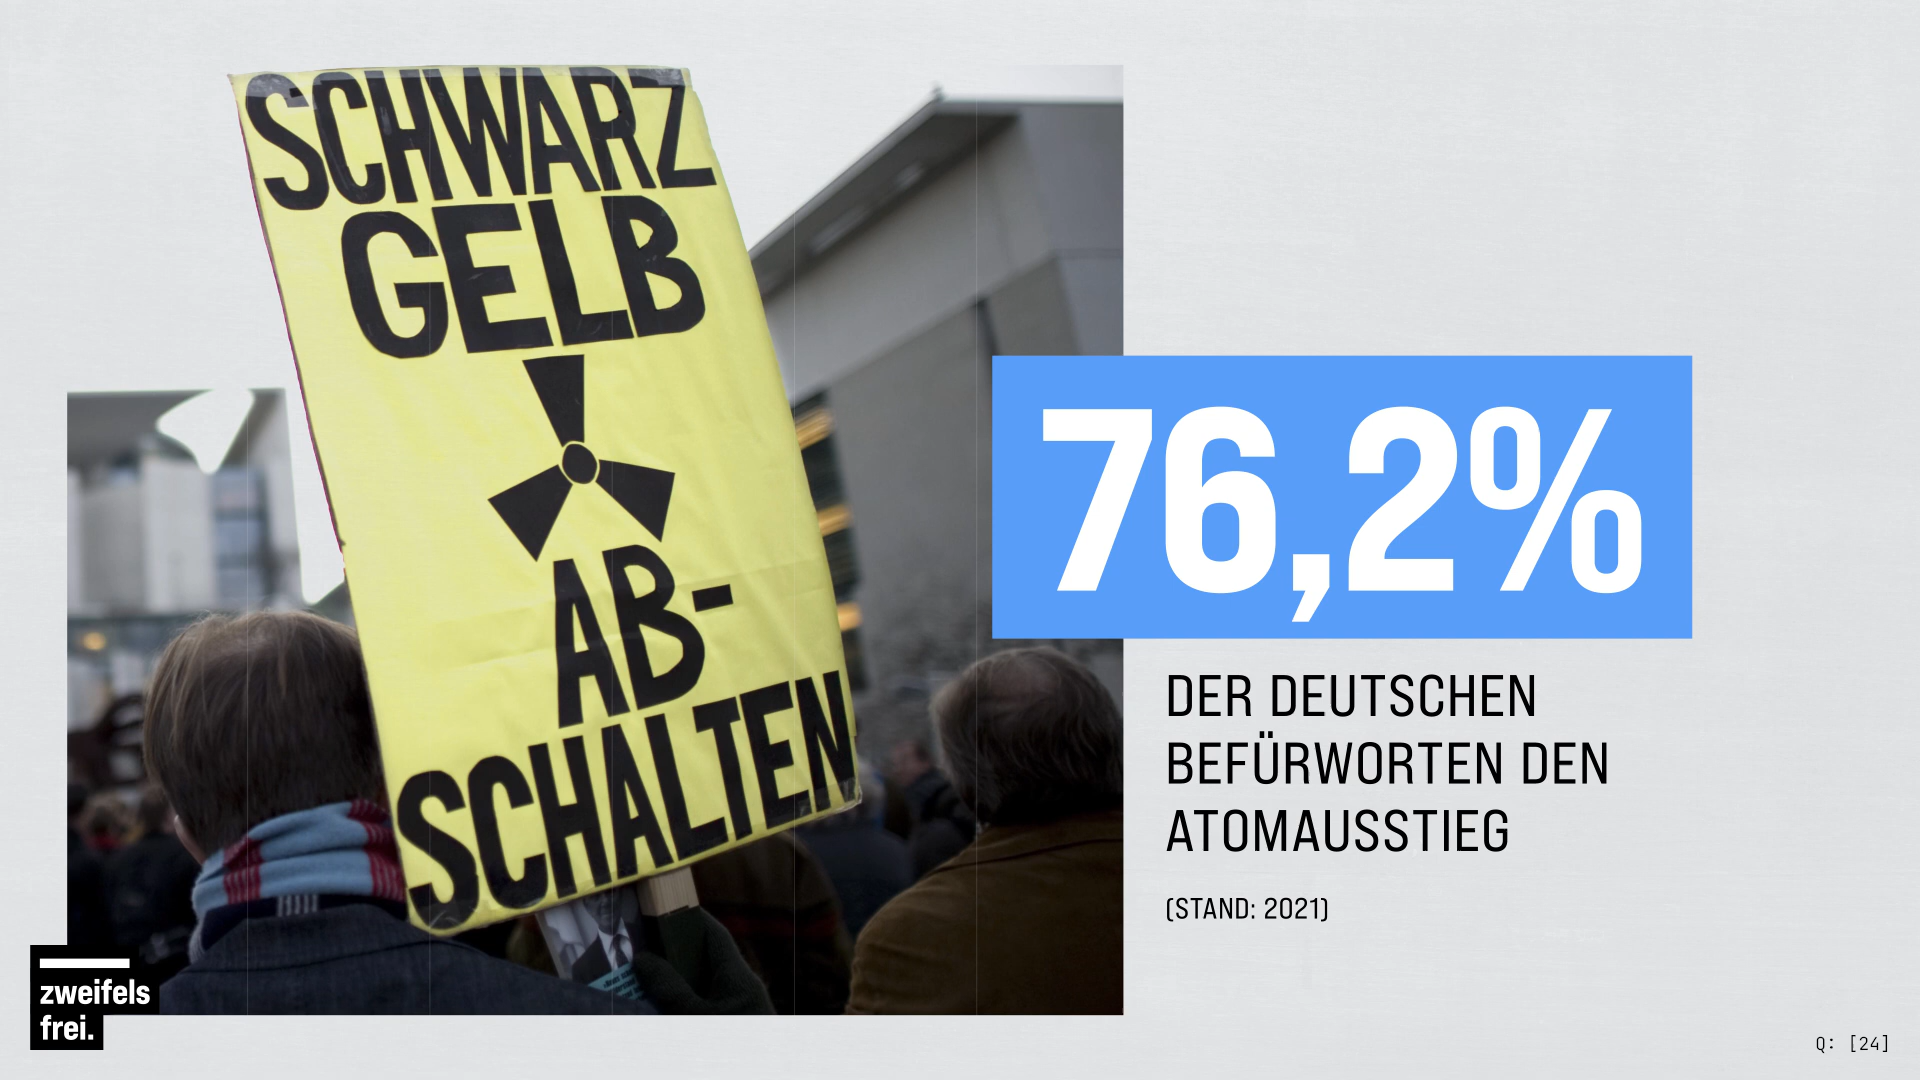 SCHWARZ
GELB
AB-
SCHALTEN
76,2%
DER DEUTSCHEN
BEFÜRWORTEN DEN
ATOMAUSSTIEG
(STAND: 2021)
zweifels
frei.
Q: [24]